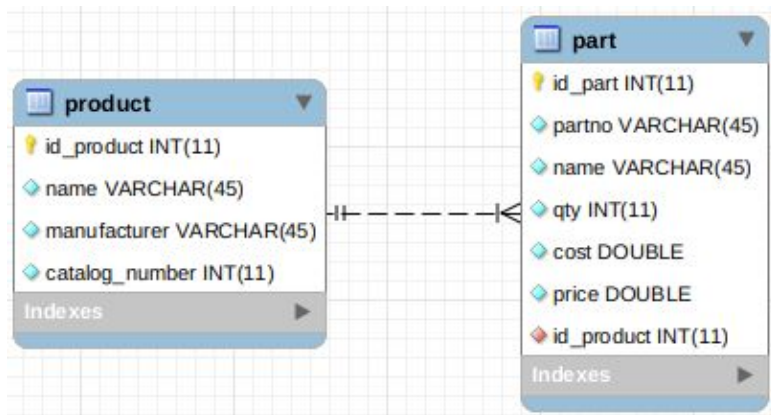 product
id_product INT(11)
name VARCHAR(45)
manufacturer VARCHAR(45)
catalog_number INT(11)
Indexes
part
id_part INT(11)
partno VARCHAR(45)
name VARCHAR(45)
qty INT(11)
cost DOUBLE
price DOUBLE
id_product INT(11)
Indexes